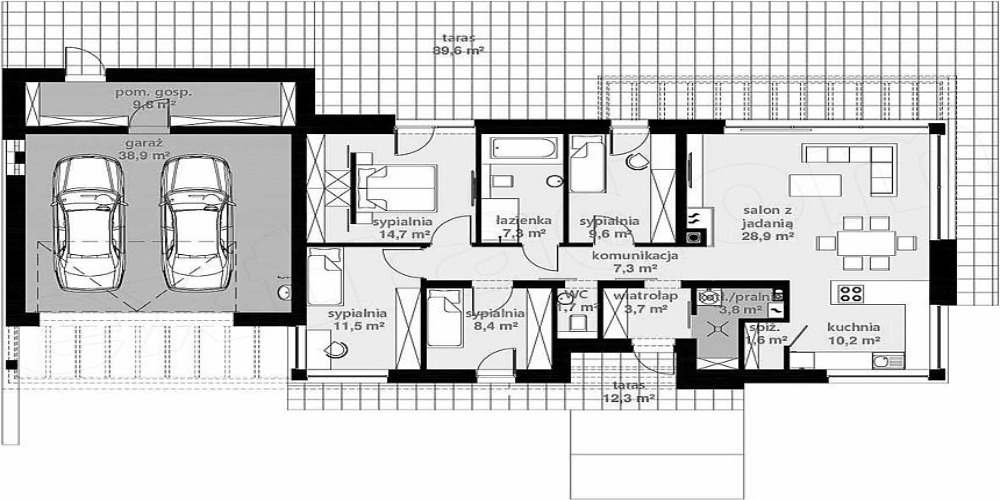 taras
39,6 m²
pom. gosp.
9,8 m²
garaż
38,9 m²
sypialnia
14,7 m²
łazienka
7,3 m²
sypialnia
9,6 m²
salon z
jadanią
28,9 m²
komunikacja
7,3 m²
sypialnia
11,5 m²
sypialnia
8,4 m²
WC
1,7 m²
wiatrołap
3,7 m²
kotł./pralnia
3,8 m²
spiż.
1,6 m²
kuchnia
10,2 m²
taras
12,3 m²